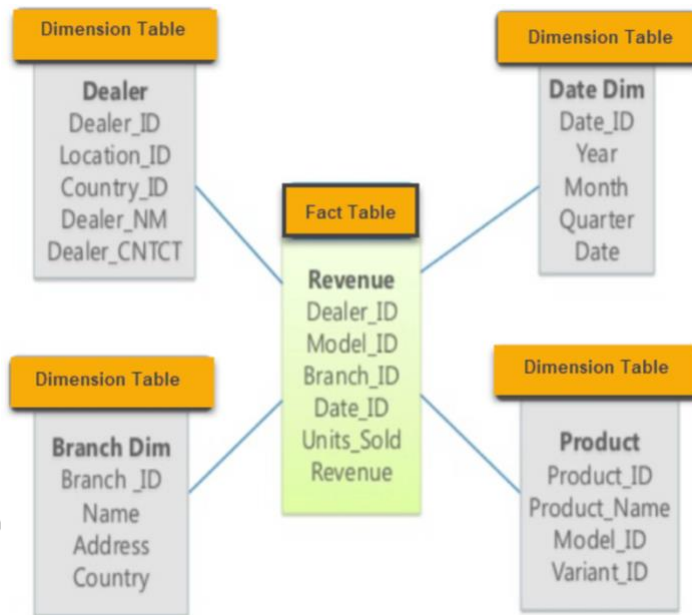 Dimension Table
Dealer
Dealer_ID
Location_ID
Country_ID
Dealer_NM
Dealer_CNTCT
Dimension Table
Date Dim
Date_ID
Year
Month
Quarter
Date
Fact Table
Revenue
Dealer_ID
Model_ID
Branch_ID
Date_ID
Units_Sold
Revenue
Dimension Table
Branch Dim
Branch _ID
Name
Address
Country
Dimension Table
Product
Product_ID
Product_Name
Model_ID
Variant_ID